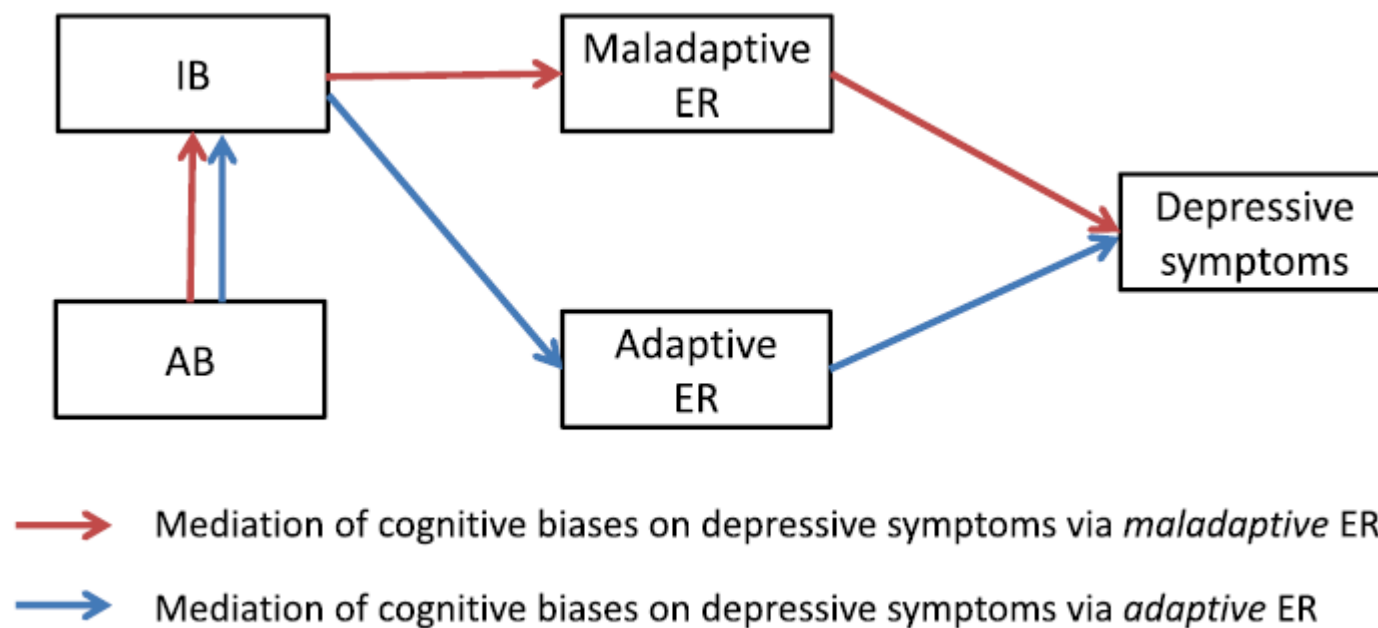 IB
Maladaptive
ER
Depressive
symptoms
AB
Adaptive
ER
Mediation of cognitive biases on depressive symptoms via maladaptive ER
Mediation of cognitive biases on depressive symptoms via adaptive ER